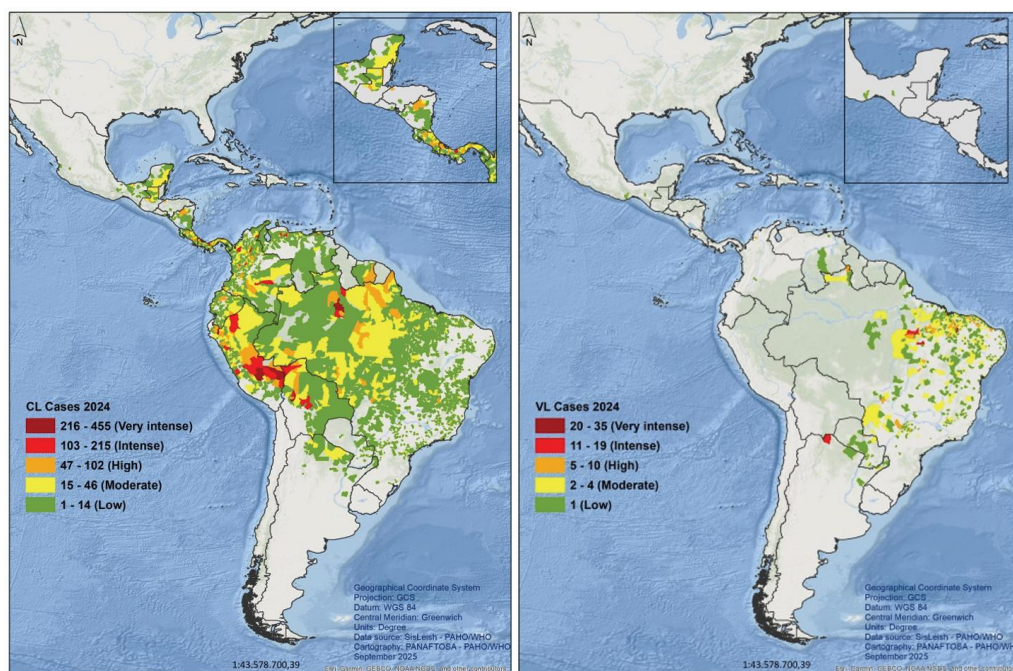 N
CL Cases 2024
216 - 455 (Very intense)
103 - 215 (Intense)
47 - 102 (High)
15 - 46 (Moderate)
1 - 14 (Low)
Geographical Coordinate System
Projection: GCS
Datum: WGS 84
Central Meridian: Greenwich
Units: Degree
Data source: SisLeish - PAHO/WHO
Cartography: PANAFTOSA - PAHO/WHO
September 2025
1:43.578.700,39
N
VL Cases 2024
20 - 35 (Very intense)
11 - 19 (Intense)
5 - 10 (High)
2 - 4 (Moderate)
1 (Low)
Geographical Coordinate System
Projection: GCS
Datum: WGS 84
Central Meridian: Greenwich
Units: Degree
Data source: SisLeish - PAHO/WHO
Cartography: PANAFTOSA - PAHO/WHO
September 2025
1:43.578.700,39